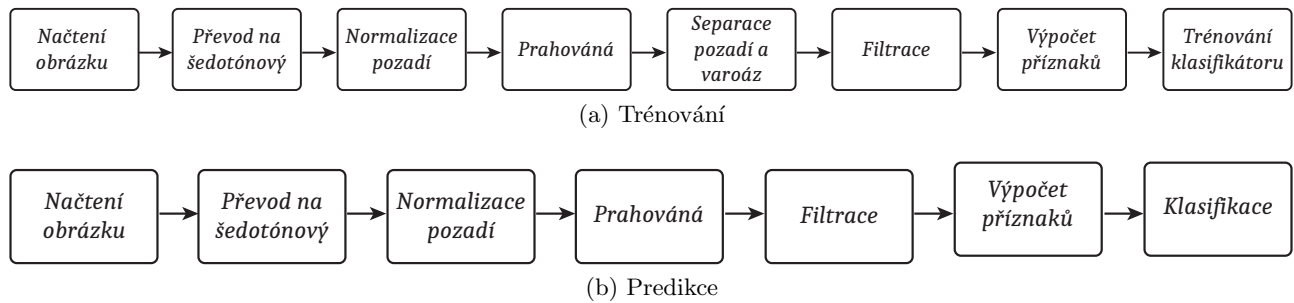 Načtení
obrázku
Převod na
šedotónový
Normalizace
pozadí
Prahováná
Separace
pozadí a
varoáz
Filtrace
Výpočet
příznaků
Trénování
klasifikátoru
(a) Trénování
Načtení
obrázku
Převod na
šedotónový
Normalizace
pozadí
Prahováná
Filtrace
Výpočet
příznaků
Klasifikace
(b) Predikce